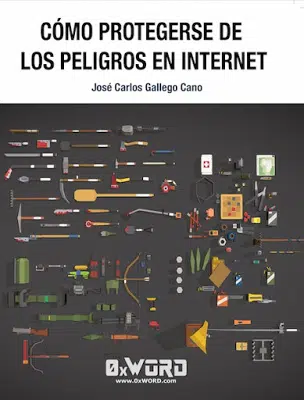 CÓMO PROTEGERSE DE
LOS PELIGROS EN INTERNET
José Carlos Gallego Cano
0xWORD
www.0xWORD.com